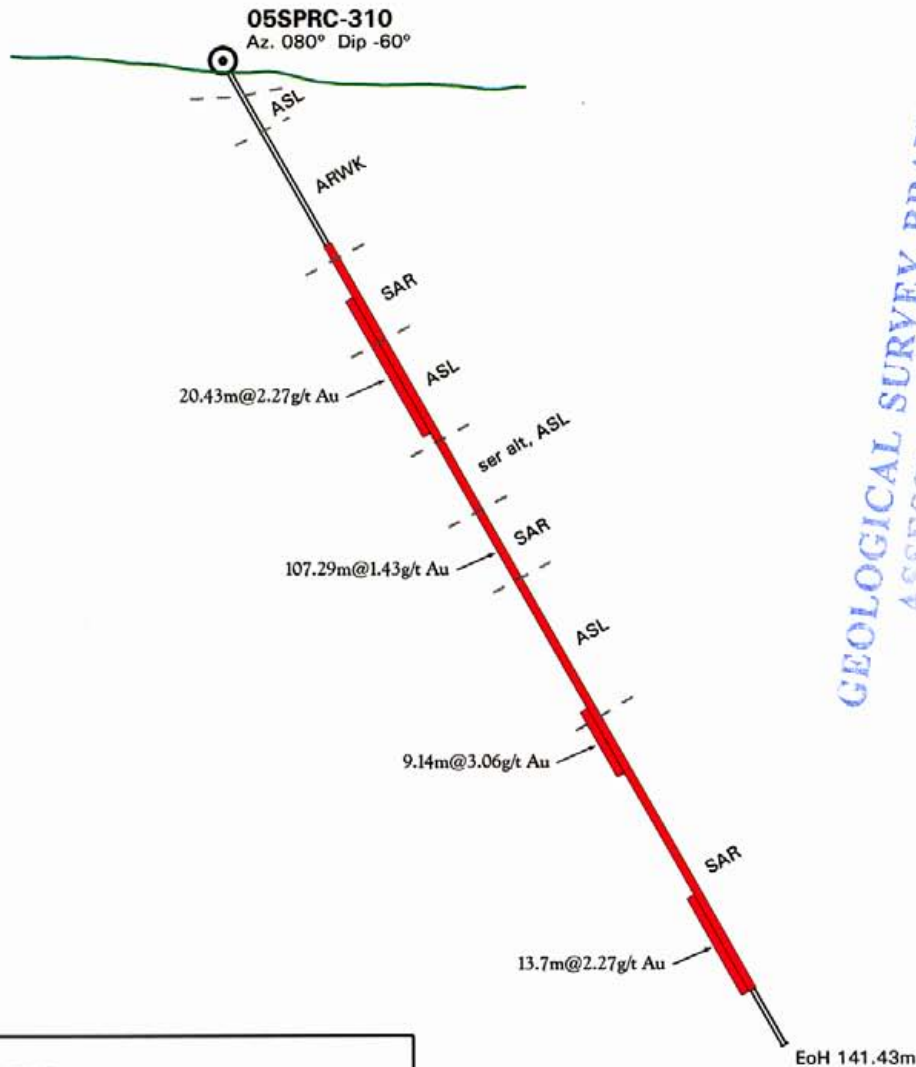 05SPRC-310
Az. 080° Dip -60°
ASL
ARWK
SAR
ASL
20.43m@2.27g/t Au
ser alt, ASL
SAR
107.29m@1.43g/t Au
ASL
9.14m@3.06g/t Au
SAR
13.7m@2.27g/t Au
EoH 141.43m
GEOLOGICAL SURVEY